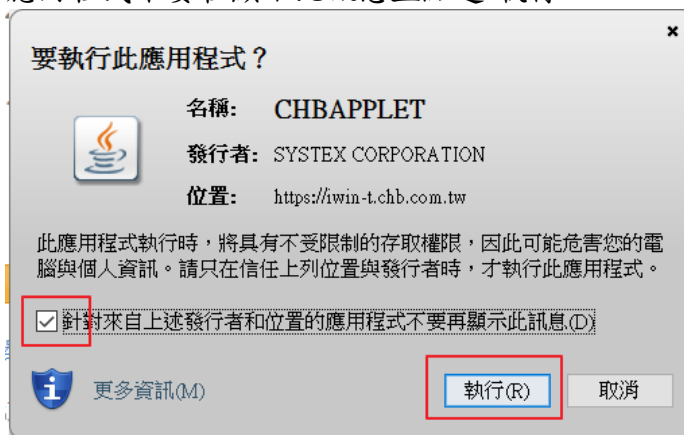 要執行此應用程式？
名稱: CHBAPPLET
發行者: SYSTEX CORPORATION
位置: https://iwin-t.chb.com.tw
此應用程式執行時，將具有不受限制的存取權限，因此可能危害您的電
腦與個人資訊。請只在信任上列位置與發行者時，才執行此應用程式。
針對來自上述發行者和位置的應用程式不要再顯示此訊息(D)
更多資訊(M) 執行(R) 取消